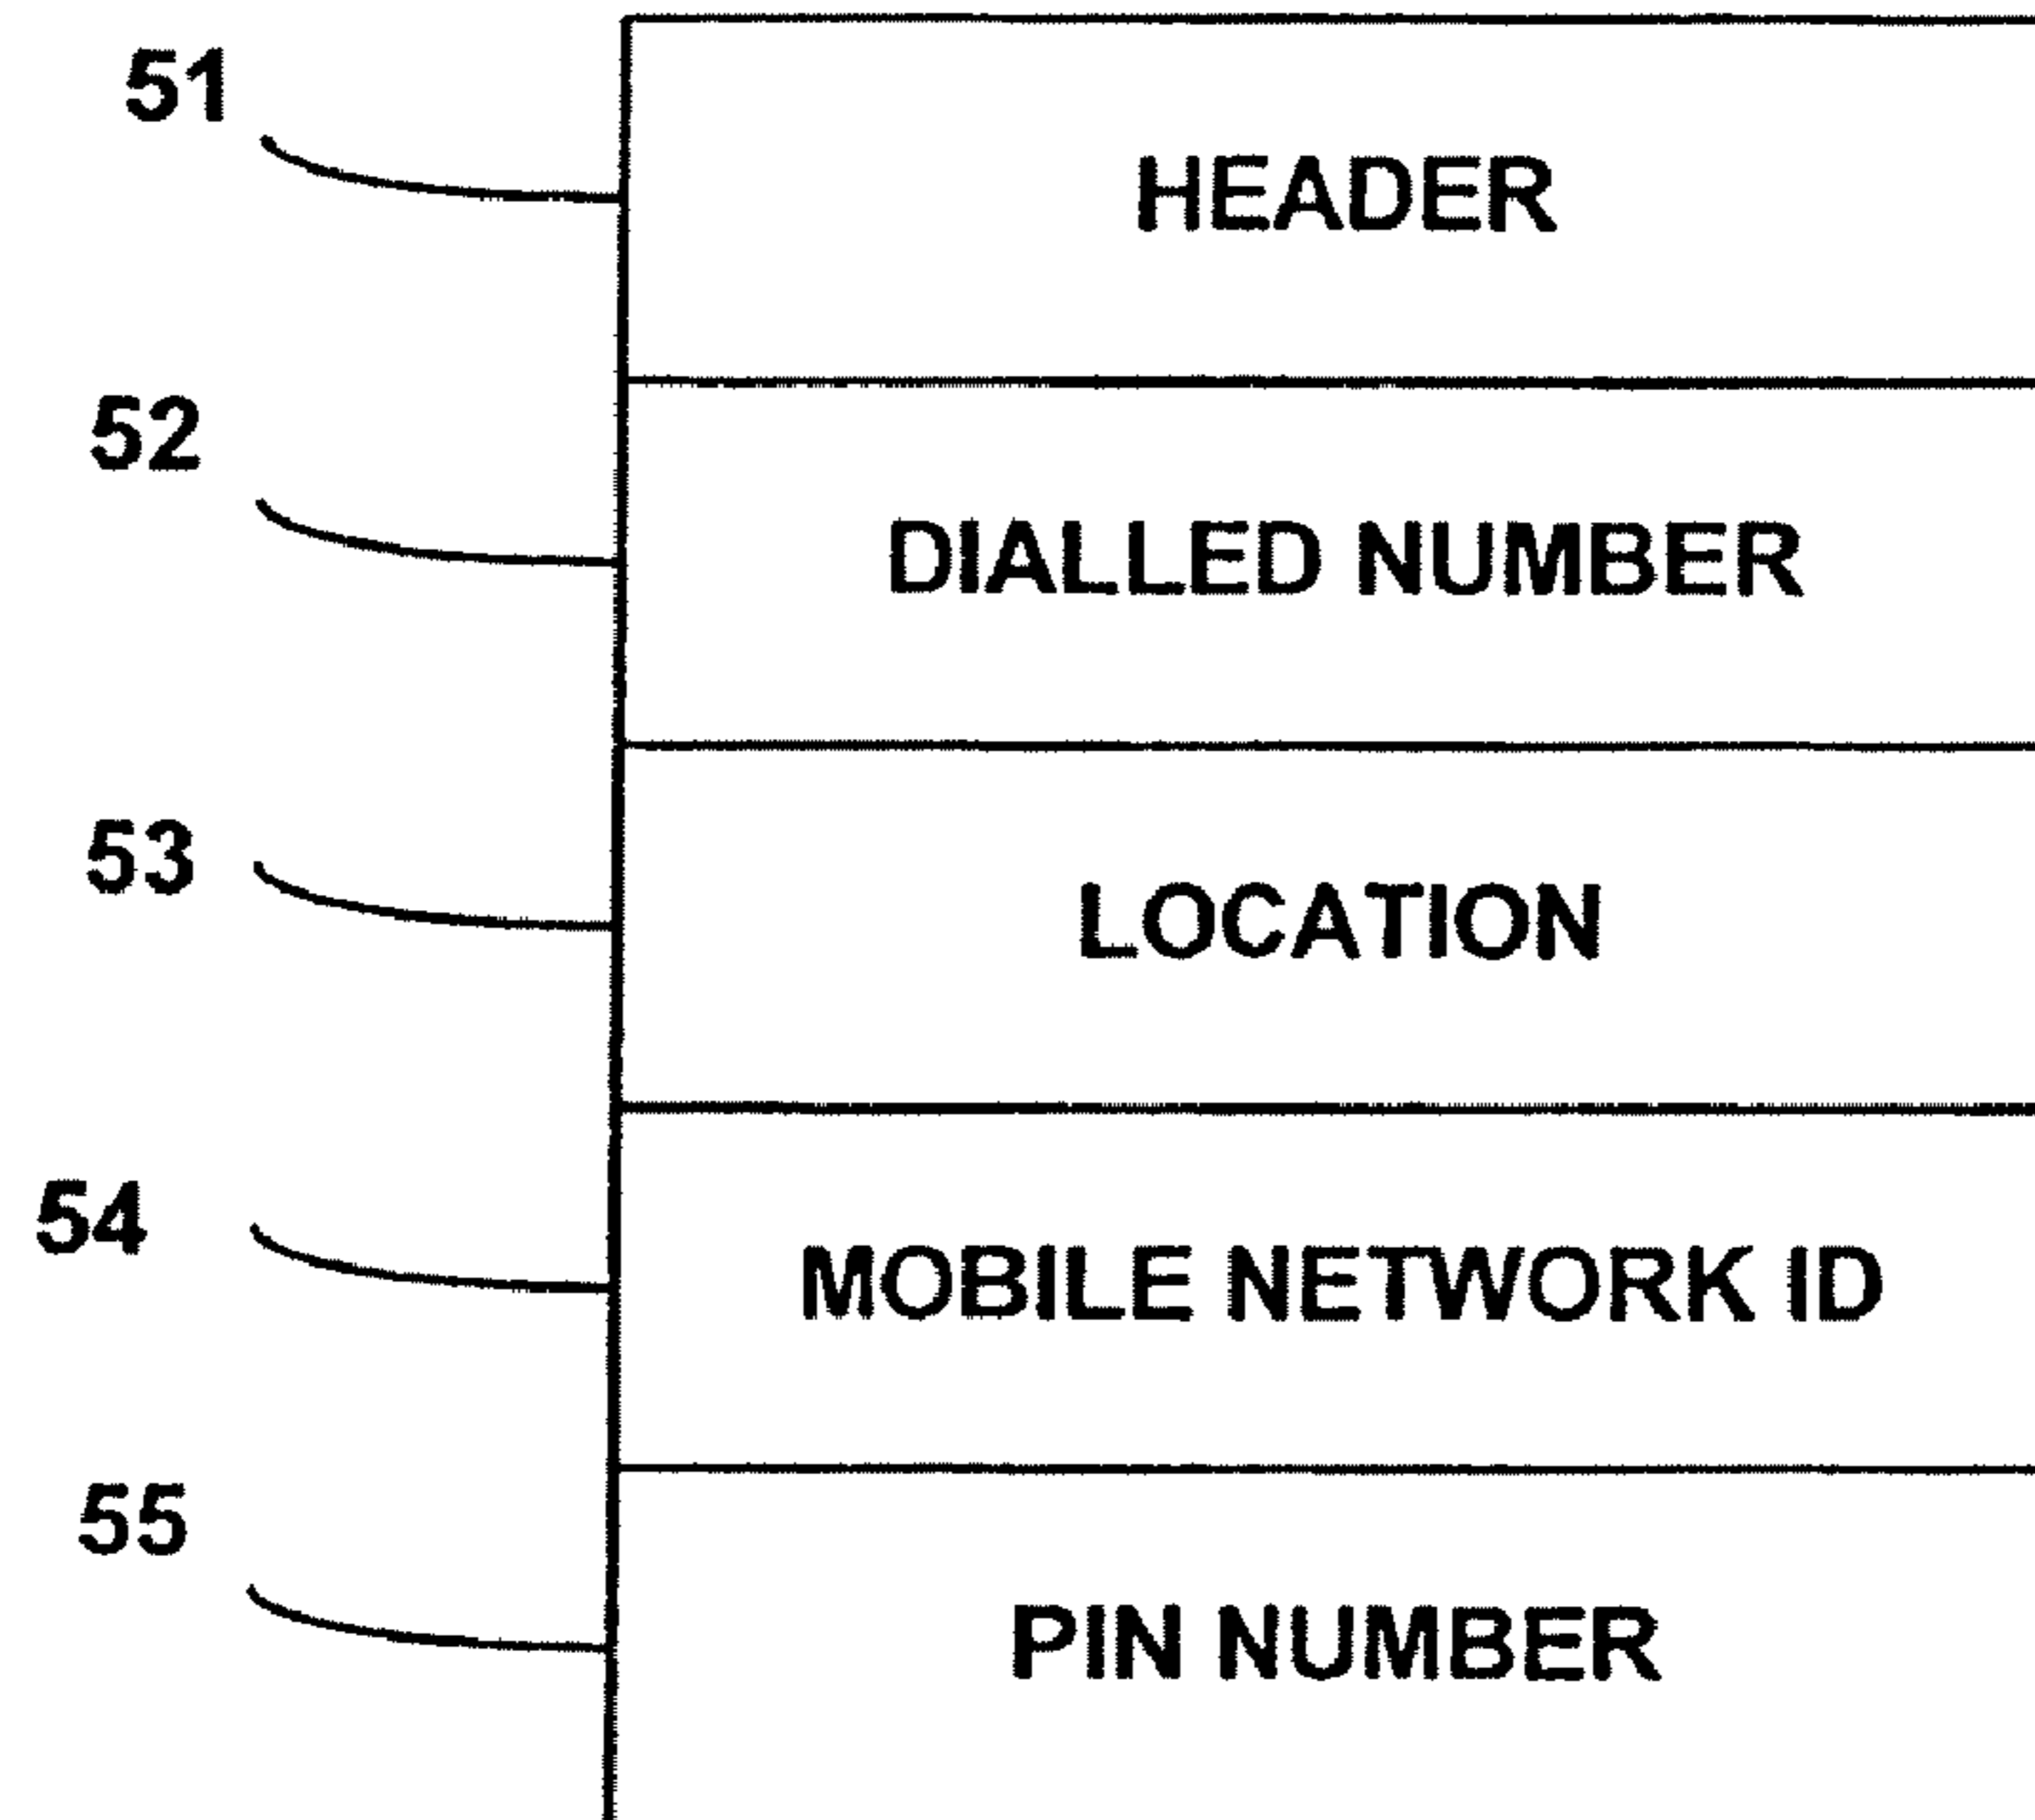 51
HEADER
52
DIALLED NUMBER
53
LOCATION
54
MOBILE NETWORK ID
55
PIN NUMBER